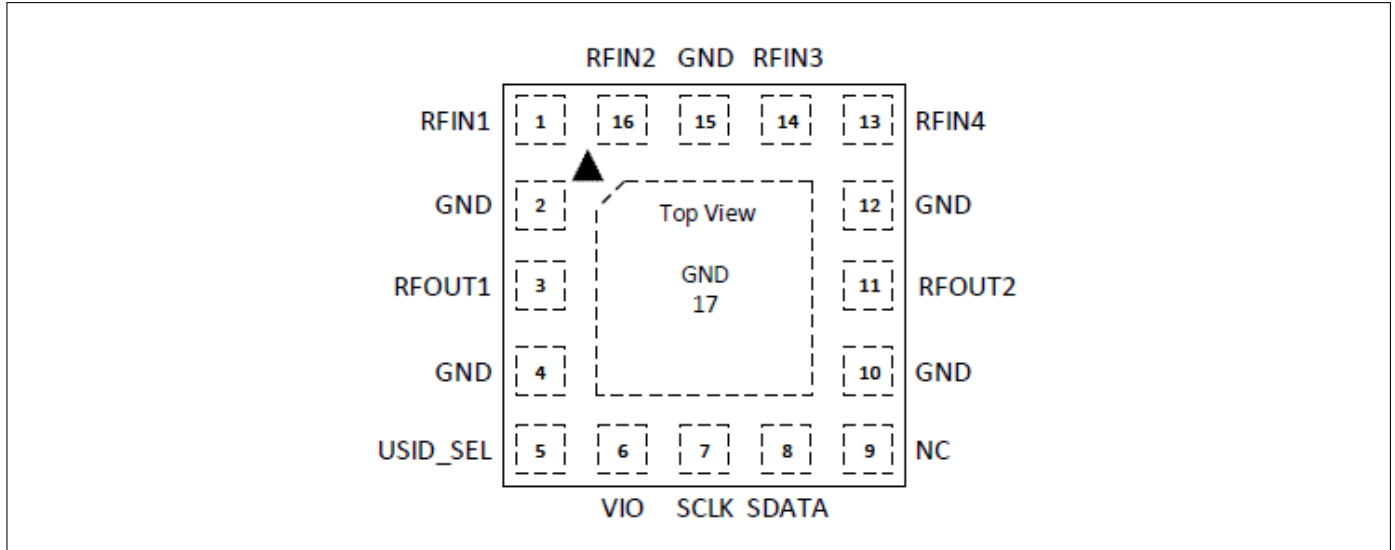 RFIN2 GND RFIN3
RFIN1 1 16 15 14 13 RFIN4
GND 2 Top View 12 GND
RFOUT1 3 GND 11 RFOUT2
17
GND 4 10 GND
USID_SEL 5 6 7 8 9 NC
VIO SCLK SDATA